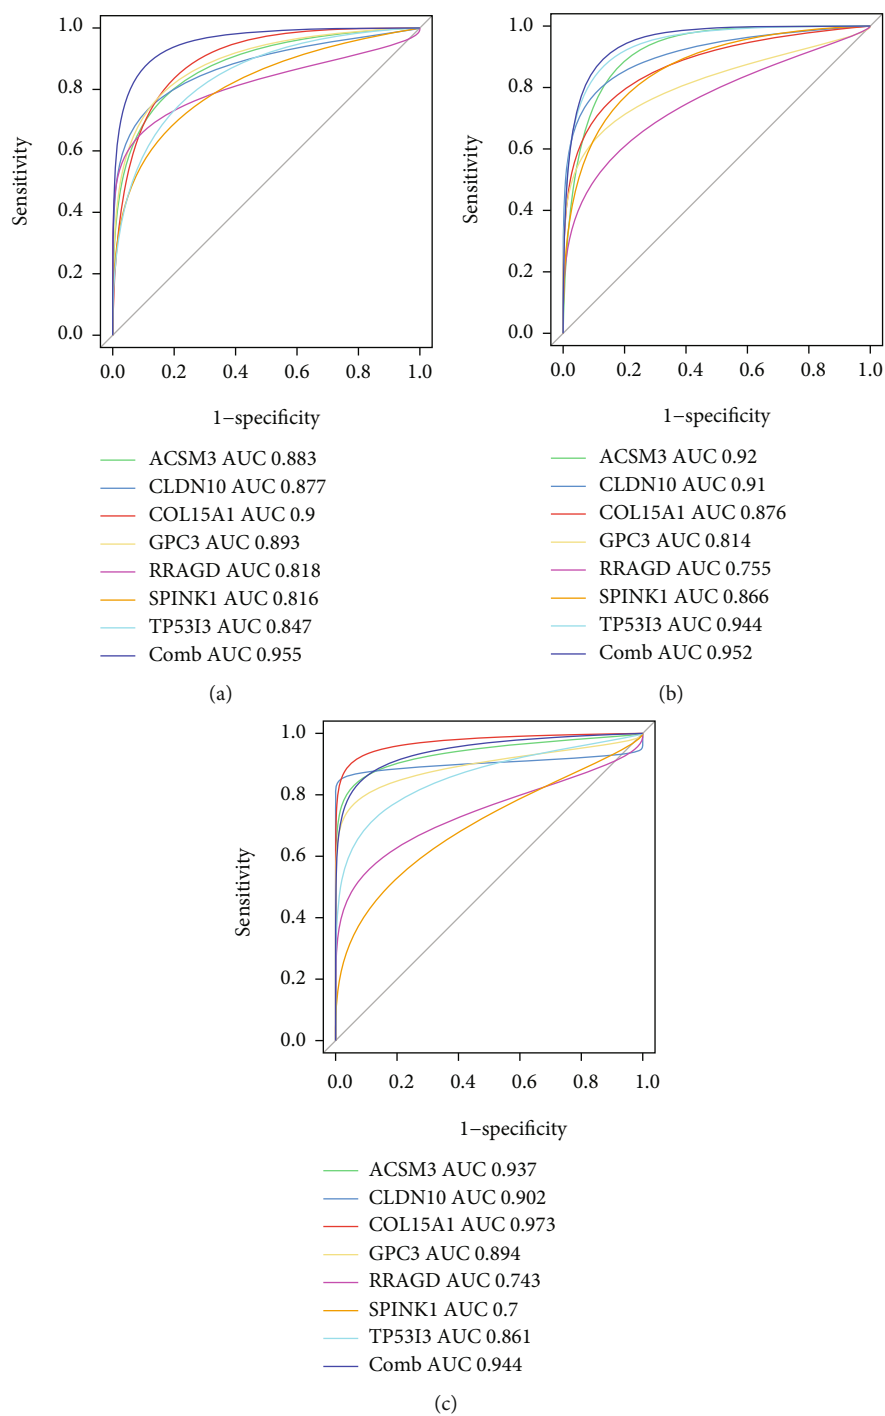 1.0
0.8
0.6
0.4
0.2
0.0
Sensitivity
0.0 0.2 0.4 0.6 0.8 1.0
1−specificity
ACSM3 AUC 0.883
CLDN10 AUC 0.877
COL15A1 AUC 0.9
GPC3 AUC 0.893
RRAGD AUC 0.818
SPINK1 AUC 0.816
TP53I3 AUC 0.847
Comb AUC 0.955
(a)
1.0
0.8
0.6
0.4
0.2
0.0
Sensitivity
0.0 0.2 0.4 0.6 0.8 1.0
1−specificity
ACSM3 AUC 0.92
CLDN10 AUC 0.91
COL15A1 AUC 0.876
GPC3 AUC 0.814
RRAGD AUC 0.755
SPINK1 AUC 0.866
TP53I3 AUC 0.944
Comb AUC 0.952
(b)
1.0
0.8
0.6
0.4
0.2
0.0
Sensitivity
0.0 0.2 0.4 0.6 0.8 1.0
1−specificity
ACSM3 AUC 0.937
CLDN10 AUC 0.902
COL15A1 AUC 0.973
GPC3 AUC 0.894
RRAGD AUC 0.743
SPINK1 AUC 0.7
TP53I3 AUC 0.861
Comb AUC 0.944
(c)